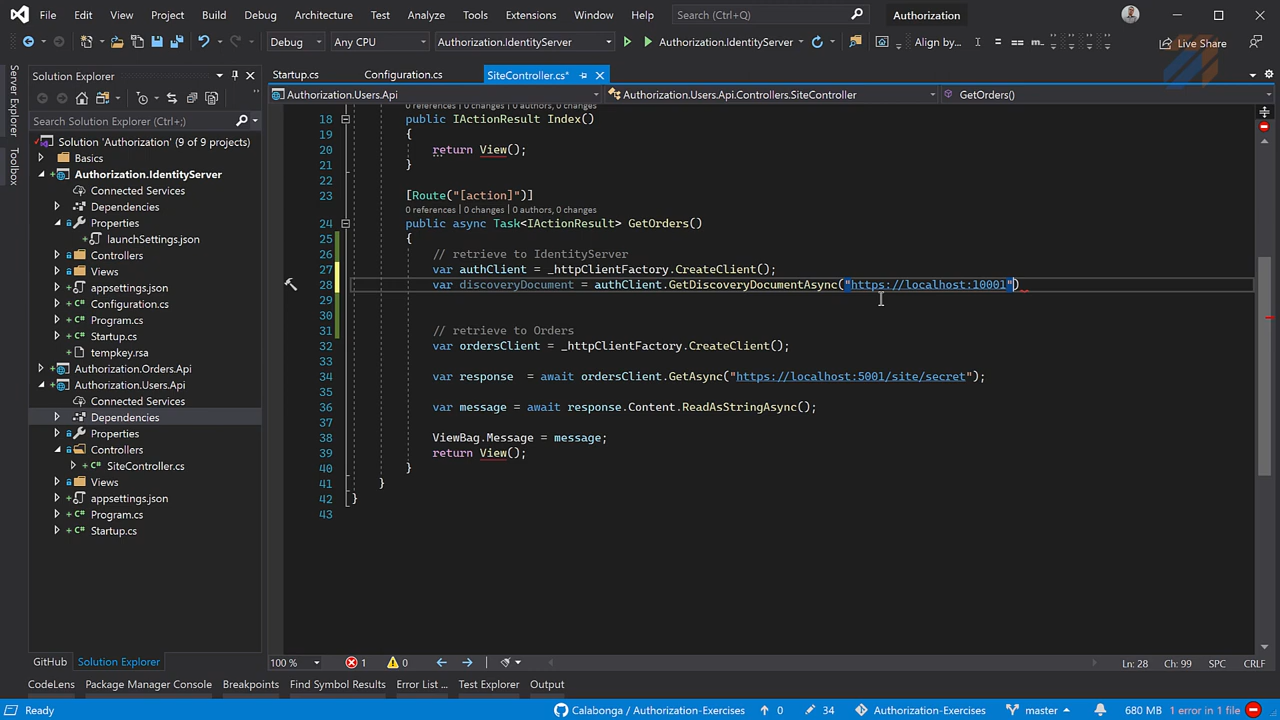 File Edit View Project Build Debug Architecture Test Analyze Tools Extensions Window Help Search (Ctrl+Q) Authorization
Debug Any CPU Authorization.IdentityServer Authorization.IdentityServer Align by... Live Share
Server Explorer
Toolbox
Solution Explorer
Search Solution Explorer (Ctrl+;)
Solution 'Authorization' (9 of 9 projects)
Basics
Authorization.IdentityServer
Connected Services
Dependencies
Properties
launchSettings.json
Controllers
Views
appsettings.json
Configuration.cs
Program.cs
Startup.cs
tempkey.rsa
Authorization.Orders.Api
Authorization.Users.Api
Connected Services
Dependencies
Properties
Controllers
SiteController.cs
Views
appsettings.json
Program.cs
Startup.cs
GitHub Solution Explorer
Startup.cs Configuration.cs SiteController.cs*
Authorization.Users.Api Authorization.Users.Api.Controllers.SiteController GetOrders()
0 references | 0 changes | 0 authors, 0 changes
18 public IActionResult Index()
19 {
20 return View();
21 }
22
23 [Route("[action]")]
0 references | 0 changes | 0 authors, 0 changes
24 public async Task<IActionResult> GetOrders()
25 {
26 // retrieve to IdentityServer
27 var authClient = _httpClientFactory.CreateClient();
28 var discoveryDocument = authClient.GetDiscoveryDocumentAsync("https://localhost:10001")
29
30
31 // retrieve to Orders
32 var ordersClient = _httpClientFactory.CreateClient();
33
34 var response = await ordersClient.GetAsync("https://localhost:5001/site/secret");
35
36 var message = await response.Content.ReadAsStringAsync();
37
38 ViewBag.Message = message;
39 return View();
40 }
41 }
42 }
43
100 % 1 0 Ln: 28 Ch: 99 SPC CRLF
CodeLens Package Manager Console Breakpoints Find Symbol Results Error List ... Test Explorer Output
Ready Calabonga / Authorization-Exercises 0 34 Authorization-Exercises master 680 MB 1 error in 1 file